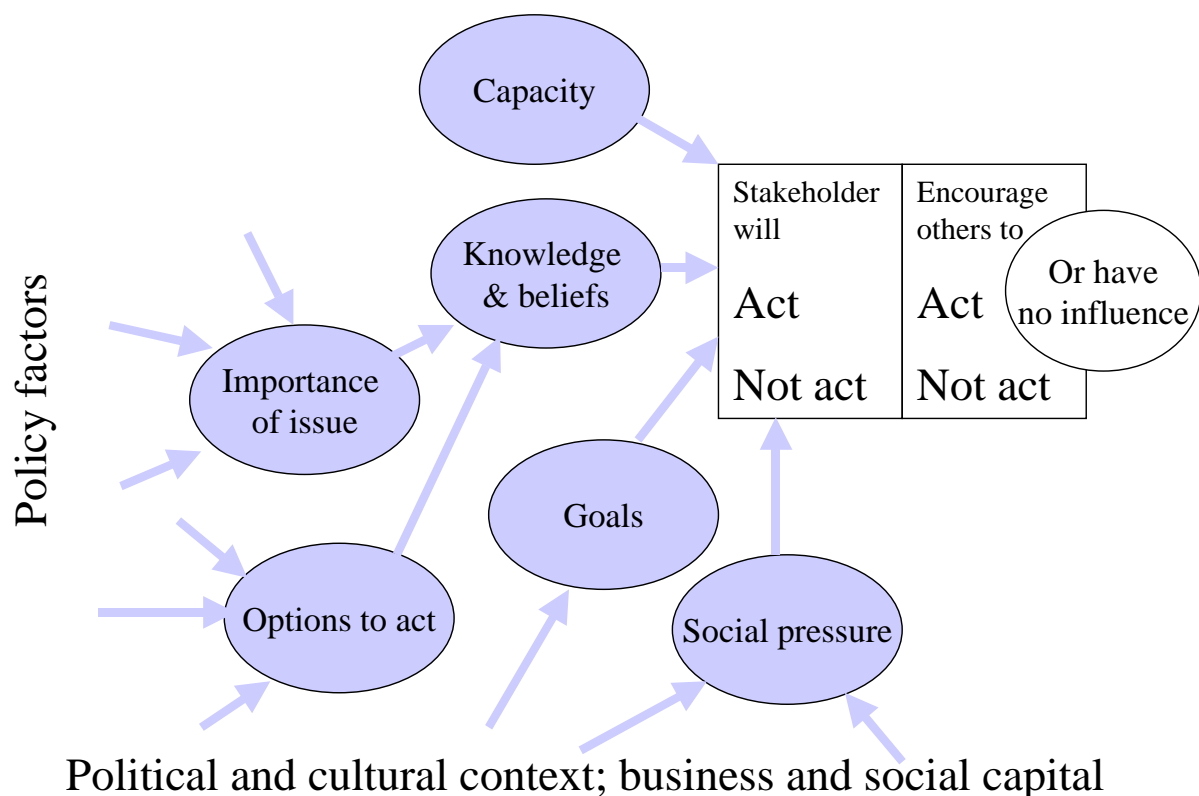 Capacity
Stakeholder
will
Encourage
others to
Knowledge
& beliefs
Or have
no influence
Act
Act
Not act
Not act
Importance
of issue
Policy factors
Goals
Options to act
Social pressure
Political and cultural context; business and social capital